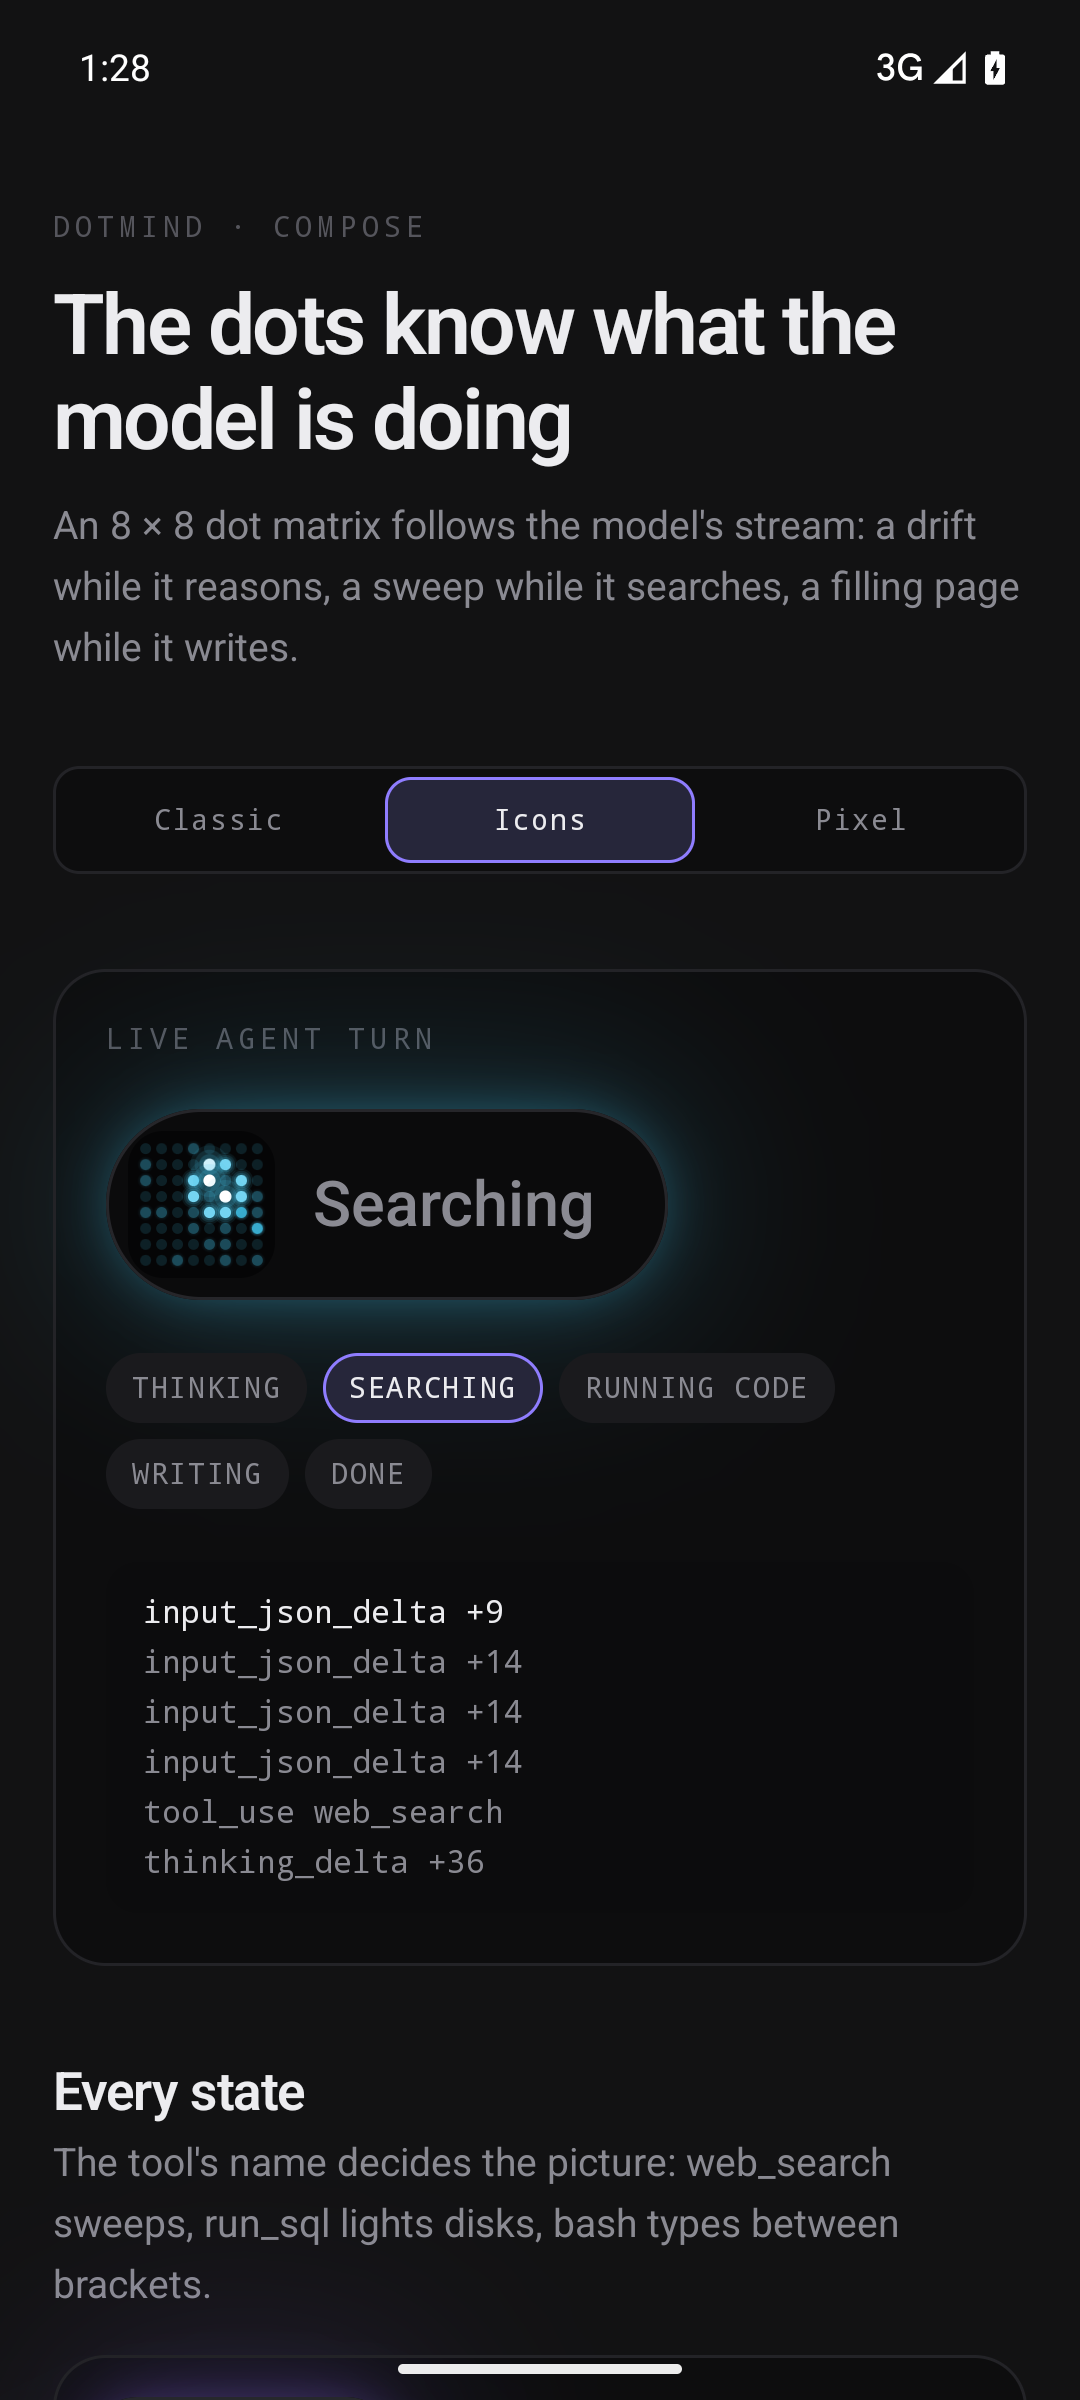 1:28
3G
DOTMIND · COMPOSE
The dots know what the
model is doing
An 8 × 8 dot matrix follows the model's stream: a drift
while it reasons, a sweep while it searches, a filling page
while it writes.
Classic
Icons
Pixel
LIVE AGENT TURN
Searching
THINKING
SEARCHING
RUNNING CODE
WRITING
DONE
input_json_delta +9
input_json_delta +14
input_json_delta +14
input_json_delta +14
tool_use web_search
thinking_delta +36
Every state
The tool's name decides the picture: web_search
sweeps, run_sql lights disks, bash types between
brackets.